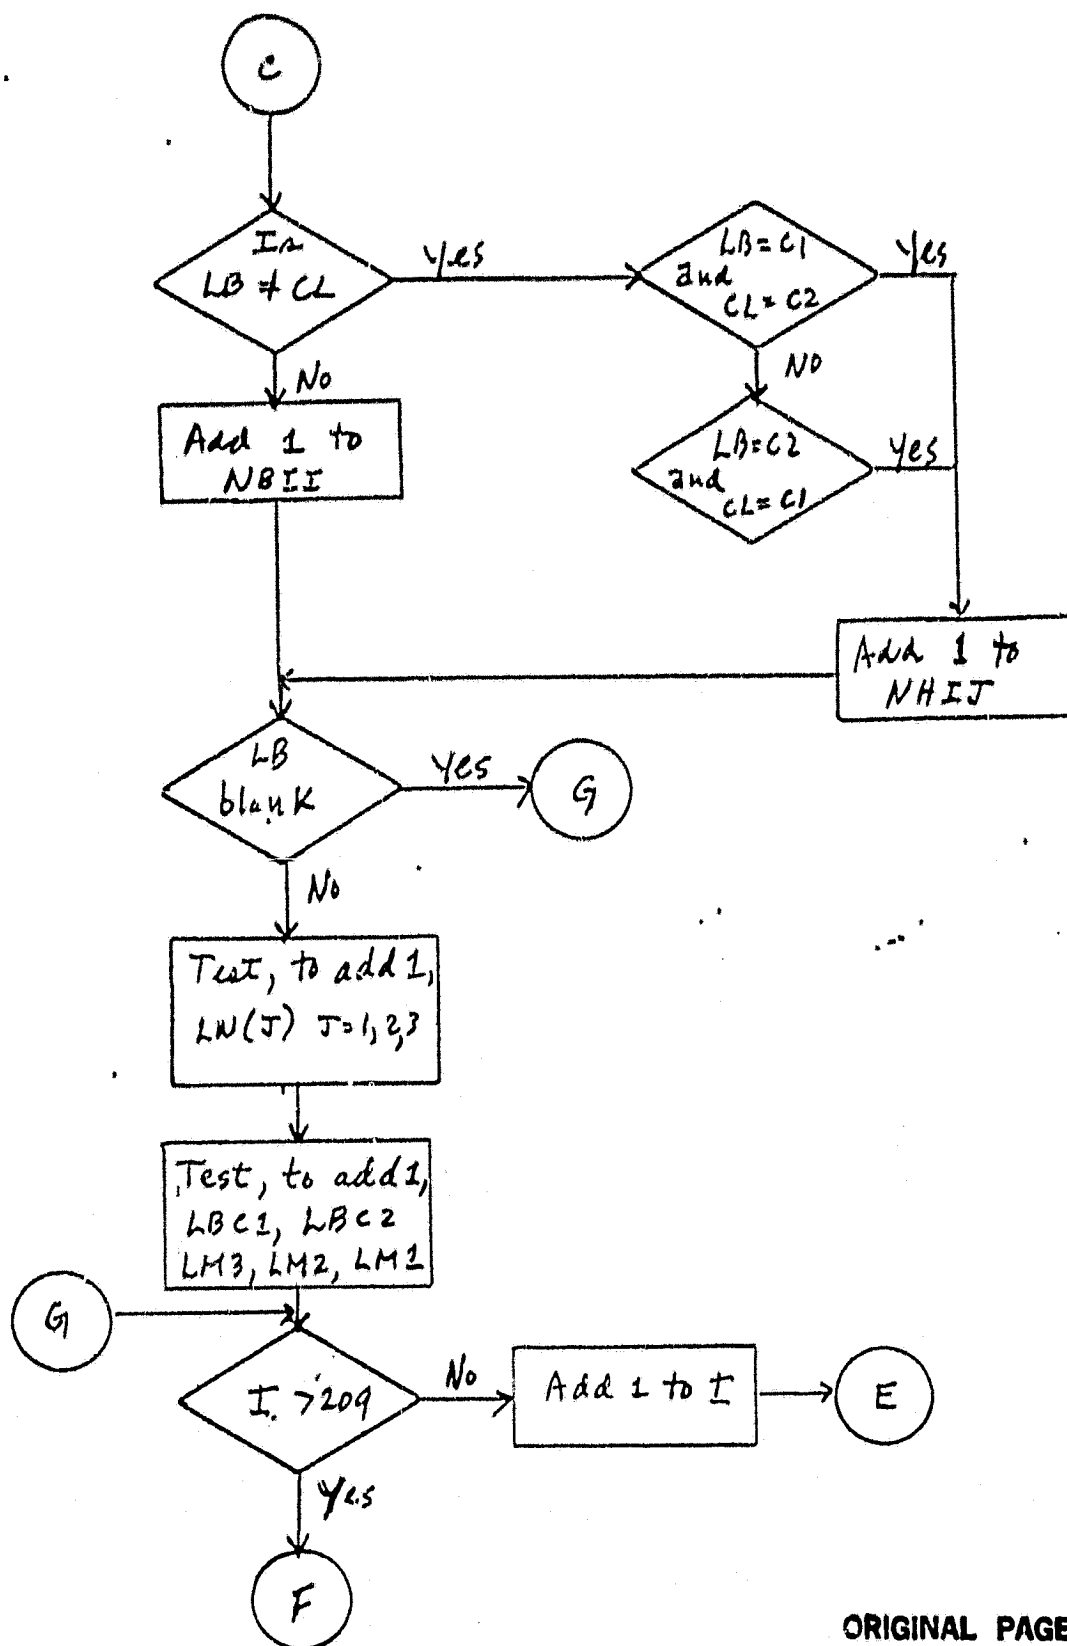 C
Is
LB ≠ CL
Yes
LB = C1
and
CL = C2
Yes
No
Add 1 to
NBII
NO
LB = C2
and
CL = C1
Yes
Add 1 to
NHIJ
LB
blank
Yes
G
No
Test, to add 1,
LN(J) J=1,2,3
Test, to add 1,
LBC1, LBC2
LM3, LM2, LM1
G
I > 209
No
Add 1 to I
E
Yes
F
ORIGINAL PAGE